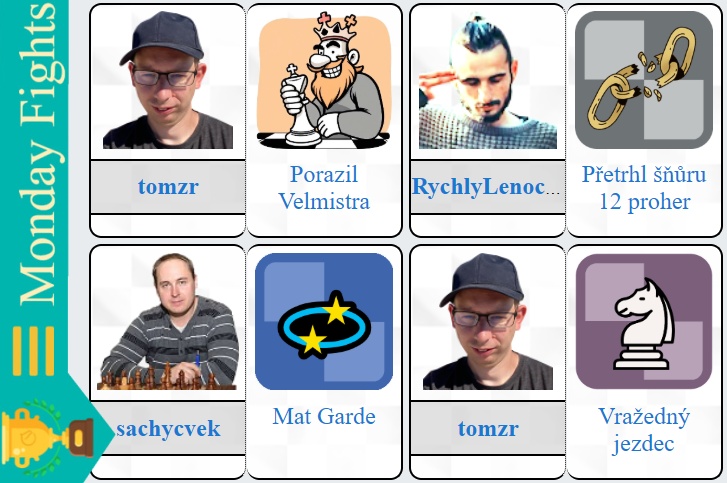 Monday Fights
tomzr
Porazil
Velmistra
RychlyLenoc...
Přetrhl šňůru
12 proher
sachycvek
Mat Garde
tomzr
Vražedný
jezdec